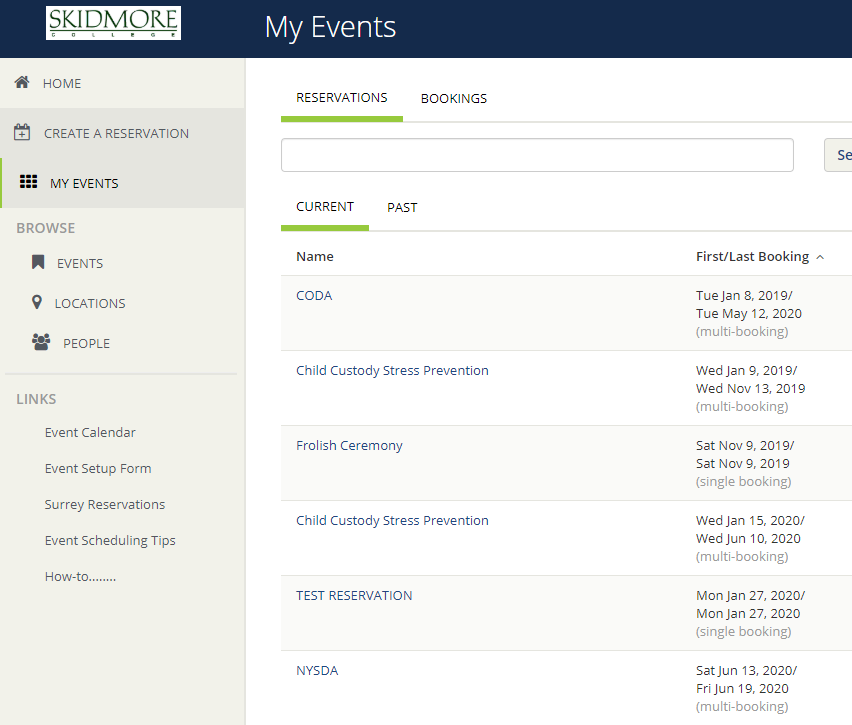 SKIDMORE
COLLEGE
My Events
HOME
CREATE A RESERVATION
MY EVENTS
BROWSE
EVENTS
LOCATIONS
PEOPLE
LINKS
Event Calendar
Event Setup Form
Surrey Reservations
Event Scheduling Tips
How-to........
RESERVATIONS BOOKINGS
Se
CURRENT PAST
Name First/Last Booking
CODA Tue Jan 8, 2019/
Tue May 12, 2020
(multi-booking)
Child Custody Stress Prevention Wed Jan 9, 2019/
Wed Nov 13, 2019
(multi-booking)
Frolish Ceremony Sat Nov 9, 2019/
Sat Nov 9, 2019
(single booking)
Child Custody Stress Prevention Wed Jan 15, 2020/
Wed Jun 10, 2020
(multi-booking)
TEST RESERVATION Mon Jan 27, 2020/
Mon Jan 27, 2020
(single booking)
NYSDA Sat Jun 13, 2020/
Fri Jun 19, 2020
(multi-booking)